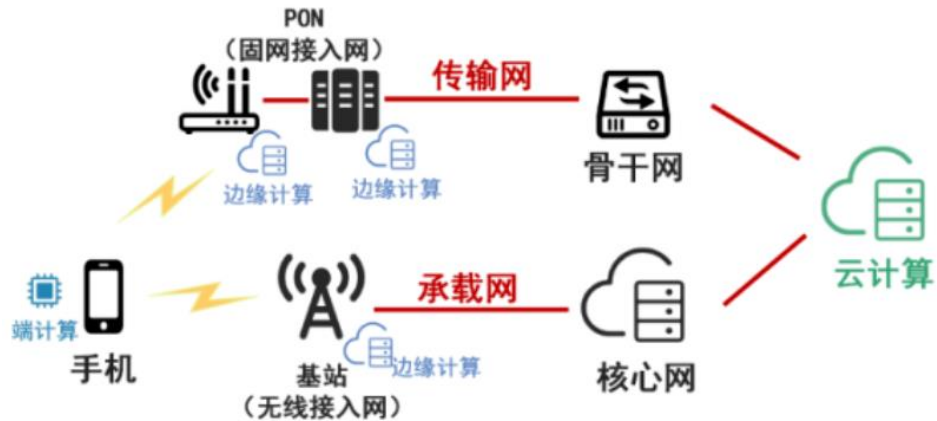 PON
（固网接入网）
传输网
骨干网
边缘计算
边缘计算
云计算
端计算
手机
承载网
边缘计算
基站
（无线接入网）
核心网